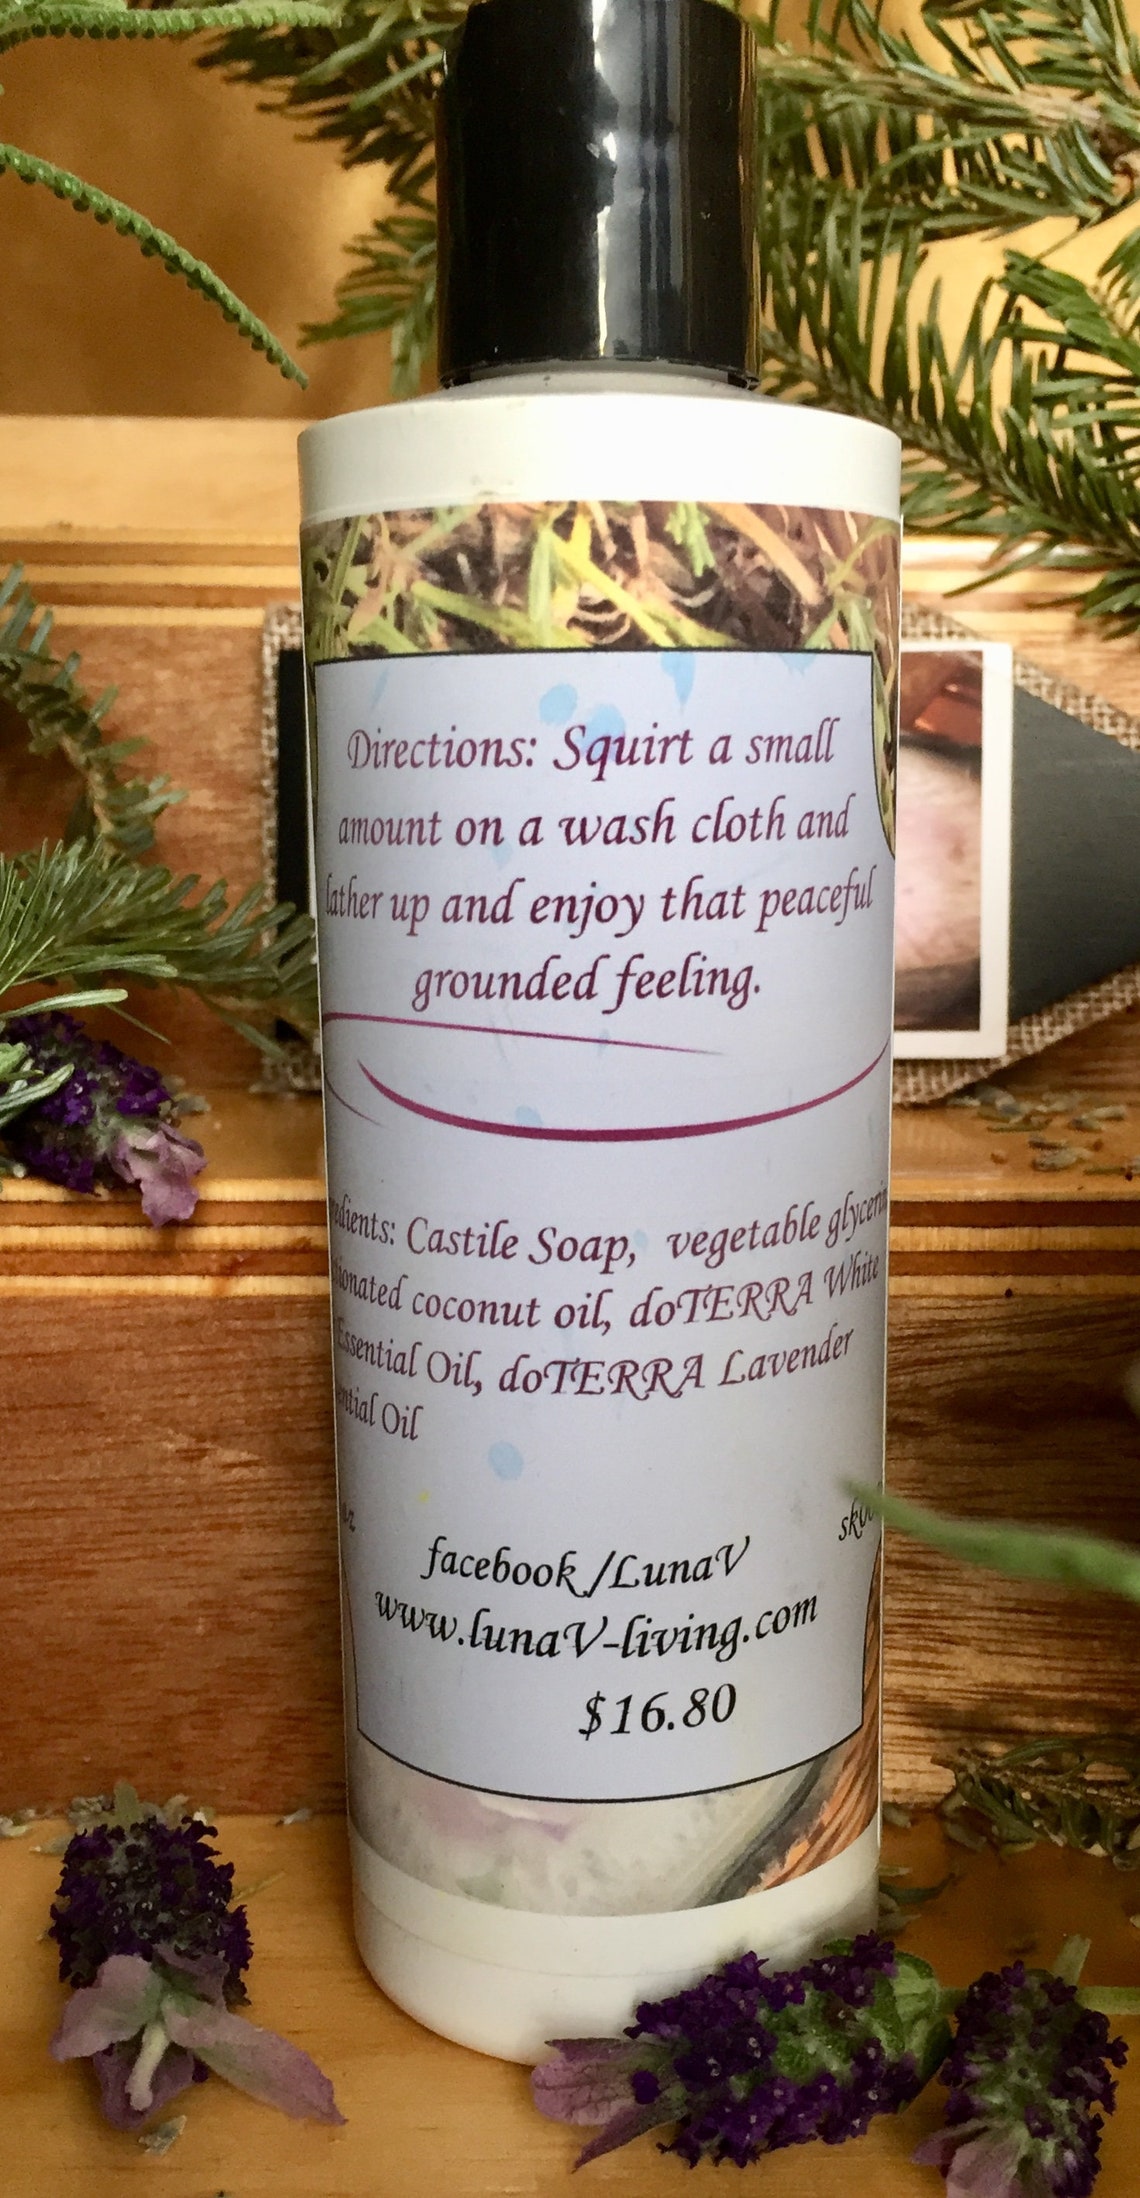 Directions: Squirt a small
amount on a wash cloth and
lather up and enjoy that peaceful
grounded feeling.
Castile Soap, vegetable
coconut oil, doTERRA White
Essential Oil, doTERRA Lavender
Oil
facebook/LunaV
www.lunaV-living.com
$16.80